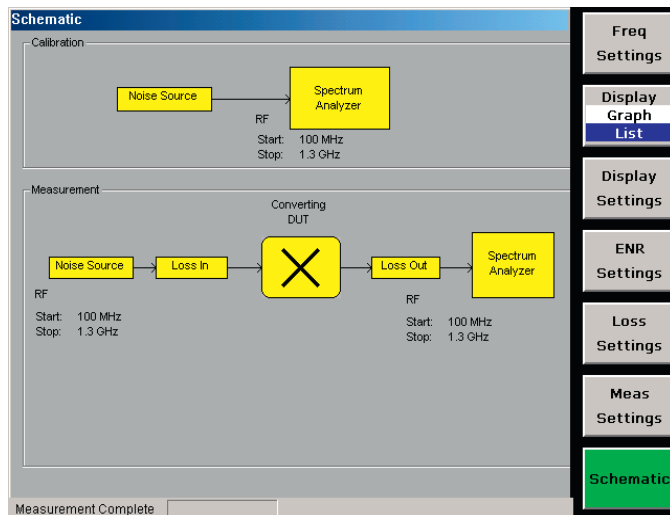 Schematic
Calibration
Noise Source
Spectrum
Analyzer
RF
Start: 100 MHz
Stop: 1.3 GHz
Measurement
Converting
DUT
Noise Source
Loss In
Loss Out
Spectrum
Analyzer
RF
Start: 100 MHz
Stop: 1.3 GHz
RF
Start: 100 MHz
Stop: 1.3 GHz
Measurement Complete
Freq
Settings
Display
Graph
List
Display
Settings
ENR
Settings
Loss
Settings
Meas
Settings
Schematic